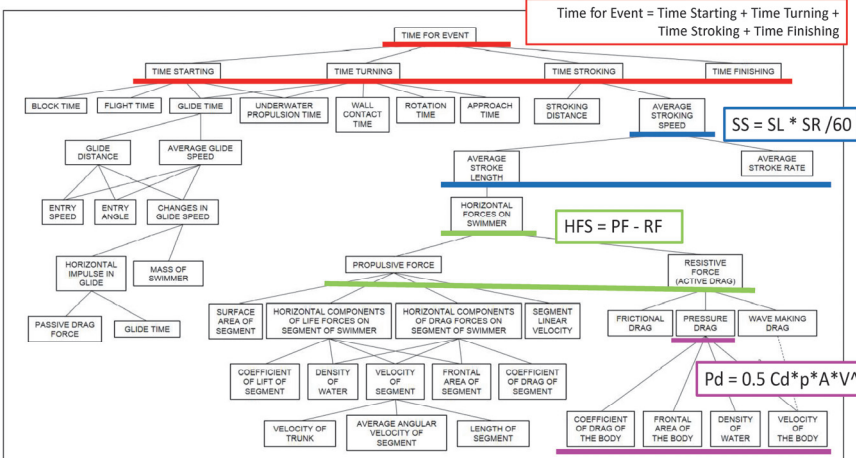 Time for Event = Time Starting + Time Turning +
Time Stroking + Time Finishing
TIME FOR EVENT
TIME STARTING
TIME TURNING
TIME STROKING
TIME FINISHING
BLOCK TIME
FLIGHT TIME
GLIDE TIME
UNDERWATER
PROPULSION TIME
WALL
CONTACT
TIME
ROTATION
TIME
APPROACH
TIME
STROKING
DISTANCE
AVERAGE
STROKING
SPEED
SS = SL * SR /60
GLIDE
DISTANCE
AVERAGE GLIDE
SPEED
AVERAGE
STROKE
LENGTH
AVERAGE
STROKE RATE
ENTRY
SPEED
ENTRY
ANGLE
CHANGES IN
GLIDE SPEED
HORIZONTAL
FORCES ON
SWIMMER
HFS = PF - RF
HORIZONTAL
IMPULSE IN
GLIDE
MASS OF
SWIMMER
PROPULSIVE FORCE
RESISTIVE
FORCE
(ACTIVE DRAG)
PASSIVE DRAG
FORCE
GLIDE TIME
SURFACE
AREA OF
SEGMENT
HORIZONTAL COMPONENTS
OF LIFE FORCES ON
SEGMENT OF SWIMMER
HORIZONTAL COMPONENTS
OF DRAG FORCES ON
SEGMENT OF SWIMMER
SEGMENT
LINEAR
VELOCITY
FRICTIONAL
DRAG
PRESSURE
DRAG
WAVE MAKING
DRAG
COEFFICIENT
OF LIFT OF
SEGMENT
DENSITY
OF
WATER
VELOCITY
OF
SEGMENT
FRONTAL
AREA OF
SEGMENT
COEFFICIENT
OF DRAG OF
SEGMENT
Pd = 0.5 Cd*p*A*V^
VELOCITY OF
TRUNK
AVERAGE ANGULAR
VELOCITY OF
SEGMENT
LENGTH OF
SEGMENT
COEFFICIENT
OF DRAG OF
THE BODY
FRONTAL
AREA OF
THE BODY
DENSITY
OF
WATER
VELOCITY
OF
THE BODY